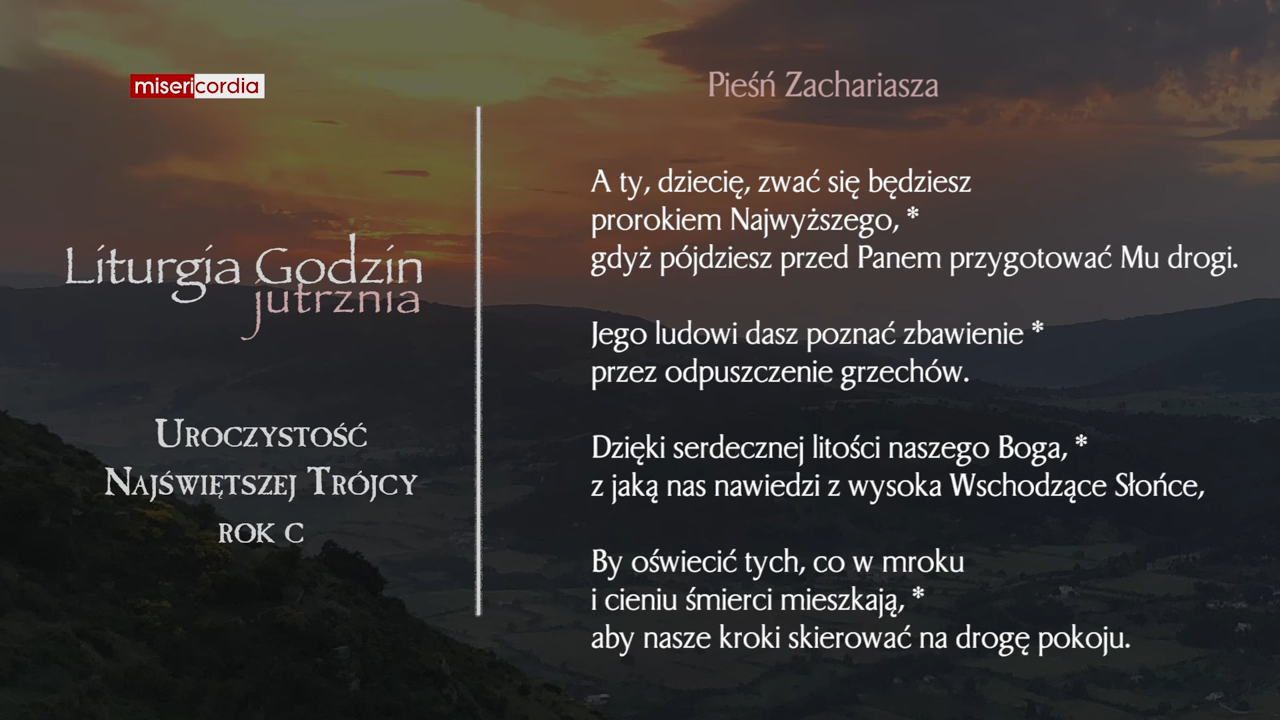 misericordia
Liturgia Godzin
jutrznia
Uroczystość
Najświętszej Trójcy
rok C
Pieśń Zachariasza
A ty, dziecię, zwać się będziesz
prorokiem Najwyższego, *
gdyż pójdziesz przed Panem przygotować Mu drogi.
Jego ludowi dasz poznać zbawienie *
przez odpuszczenie grzechów.
Dzięki serdecznej litości naszego Boga, *
z jaką nas nawiedzi z wysoka Wschodzące Słońce,
By oświecić tych, co w mroku
i cieniu śmierci mieszkają, *
aby nasze kroki skierować na drogę pokoju.